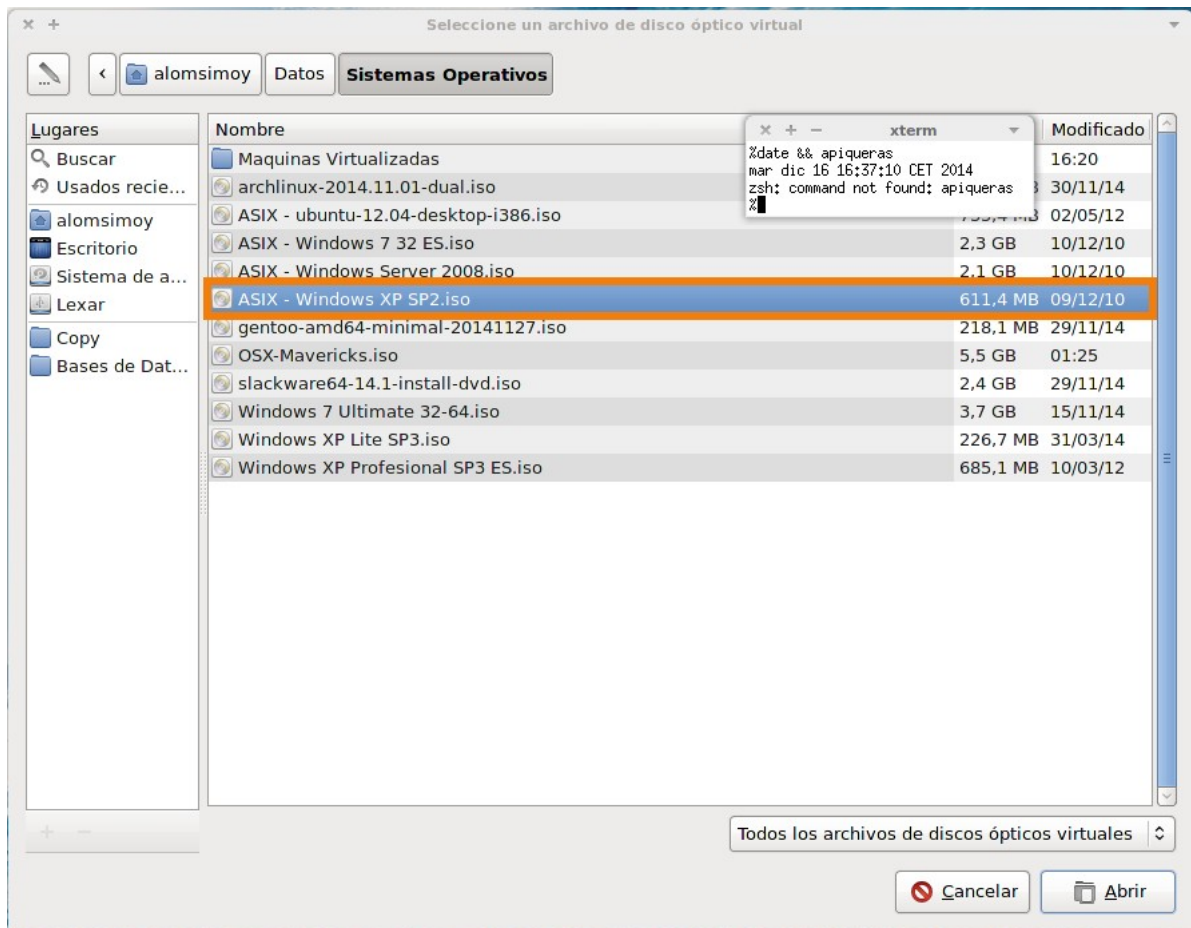 Seleccione un archivo de disco óptico virtual
alomsimoy Datos Sistemas Operativos
Lugares
Buscar
Usados recie...
alomsimoy
Escritorio
Sistema de a...
Lexar
Copy
Bases de Dat...
Nombre Modificado
Maquinas Virtualizadas 16:20
archlinux-2014.11.01-dual.iso 30/11/14
ASIX - ubuntu-12.04-desktop-i386.iso 02/05/12
ASIX - Windows 7 32 ES.iso 2,3 GB 10/12/10
ASIX - Windows Server 2008.iso 2,1 GB 10/12/10
ASIX - Windows XP SP2.iso 611,4 MB 09/12/10
gentoo-amd64-minimal-20141127.iso 218,1 MB 29/11/14
OSX-Mavericks.iso 5,5 GB 01:25
slackware64-14.1-install-dvd.iso 2,4 GB 29/11/14
Windows 7 Ultimate 32-64.iso 3,7 GB 15/11/14
Windows XP Lite SP3.iso 226,7 MB 31/03/14
Windows XP Profesional SP3 ES.iso 685,1 MB 10/03/12
xterm
%date && apiqueras
mar dic 16 16:37:10 CET 2014
zsh: command not found: apiqueras
%
Todos los archivos de discos ópticos virtuales
Cancelar Abrir